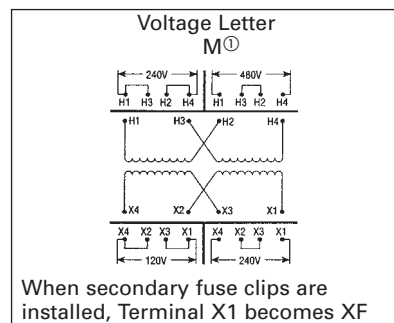 Voltage Letter
M①
240V 480V
H1 H3 H2 H4 H1 H3 H2 H4
H1 H3 H2 H4
X4 X2 X3 X1
X4 X2 X3 X1 X4 X2 X3 X1
120V 240V
When secondary fuse clips are
installed, Terminal X1 becomes XF